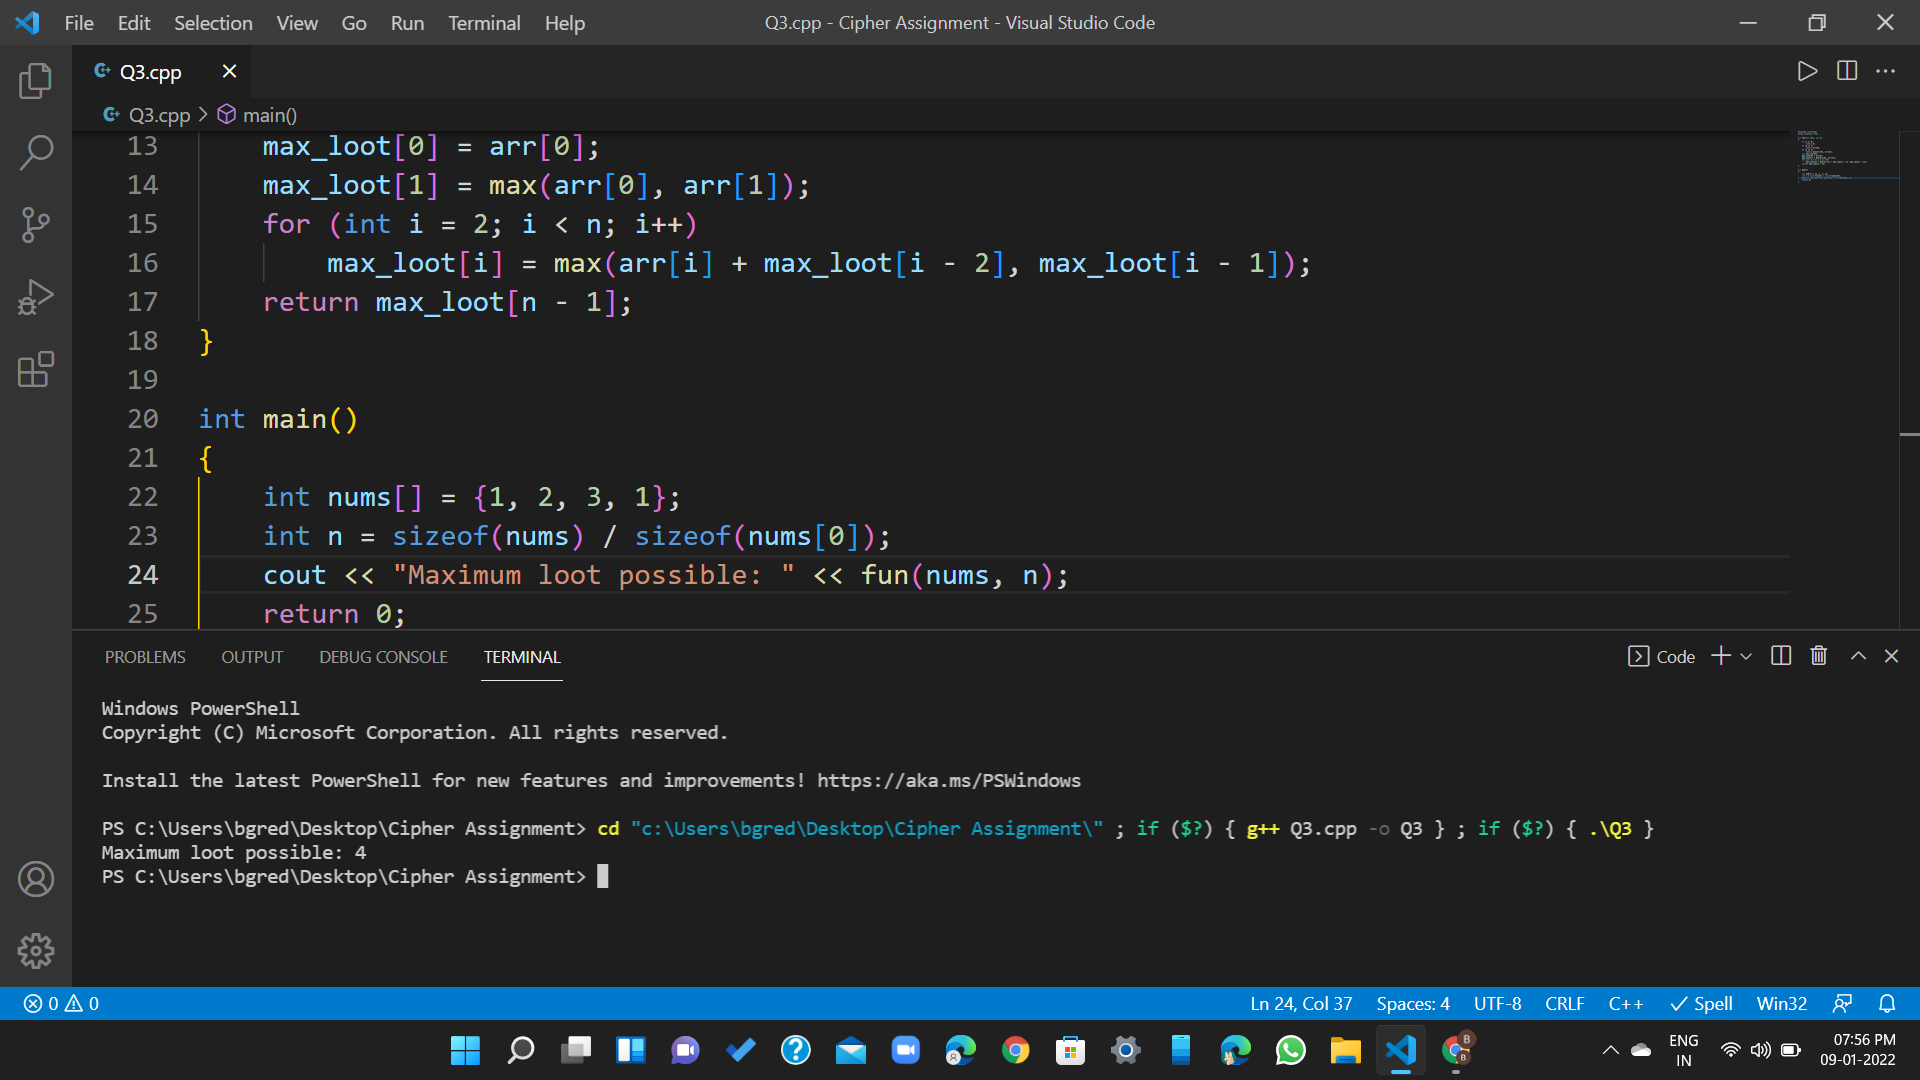 File Edit Selection View Go Run Terminal Help
Q3.cpp - Cipher Assignment - Visual Studio Code
Q3.cpp
Q3.cpp > main()
13 max_loot[0] = arr[0];
14 max_loot[1] = max(arr[0], arr[1]);
15 for (int i = 2; i < n; i++)
16 max_loot[i] = max(arr[i] + max_loot[i - 2], max_loot[i - 1]);
17 return max_loot[n - 1];
18 }
19
20 int main()
21 {
22 int nums[] = {1, 2, 3, 1};
23 int n = sizeof(nums) / sizeof(nums[0]);
24 cout << "Maximum loot possible: " << fun(nums, n);
25 return 0;
PROBLEMS OUTPUT DEBUG CONSOLE TERMINAL
Code
Windows PowerShell
Copyright (C) Microsoft Corporation. All rights reserved.
Install the latest PowerShell for new features and improvements! https://aka.ms/PSWindows
PS C:\Users\bgred\Desktop\Cipher Assignment> cd "c:\Users\bgred\Desktop\Cipher Assignment\" ; if ($?) { g++ Q3.cpp -o Q3 } ; if ($?) { .\Q3 }
Maximum loot possible: 4
PS C:\Users\bgred\Desktop\Cipher Assignment>
0 0
Ln 24, Col 37 Spaces: 4 UTF-8 CRLF C++ Spell Win32
ENG
IN
07:56 PM
09-01-2022